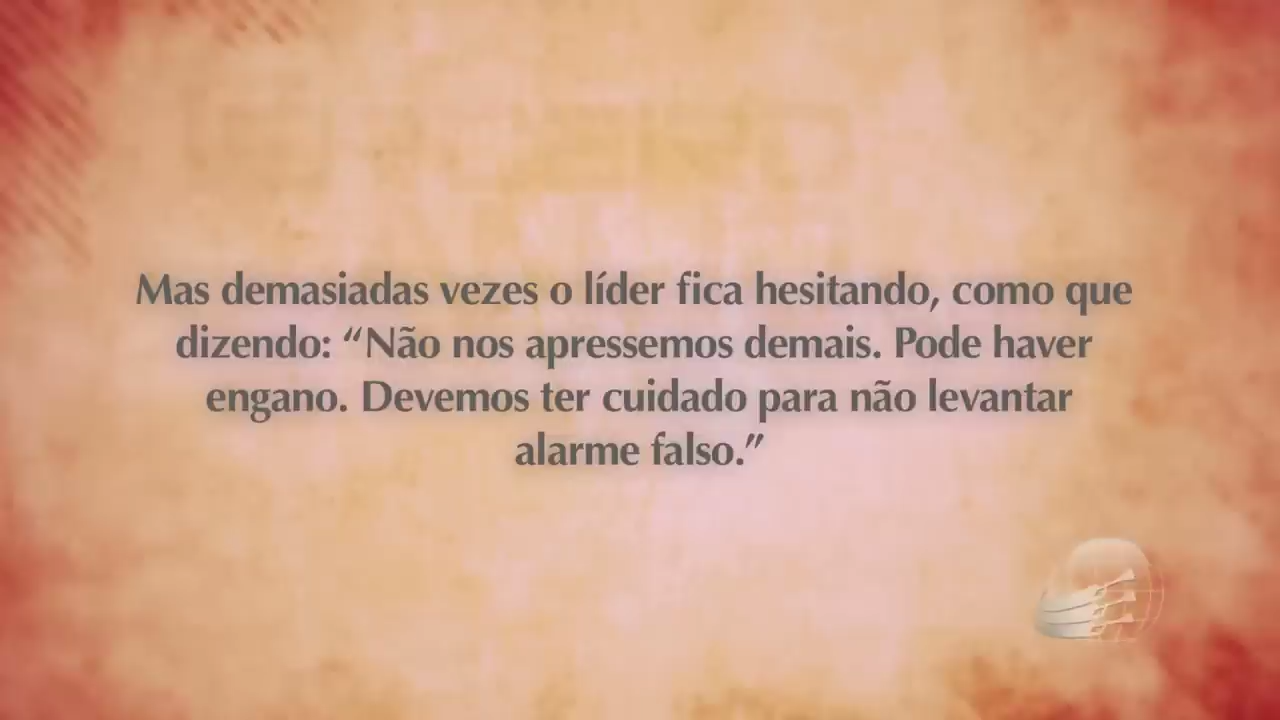 Mas demasiadas vezes o líder fica hesitando, como que
dizendo: “Não nos apressemos demais. Pode haver
engano. Devemos ter cuidado para não levantar
alarme falso.”